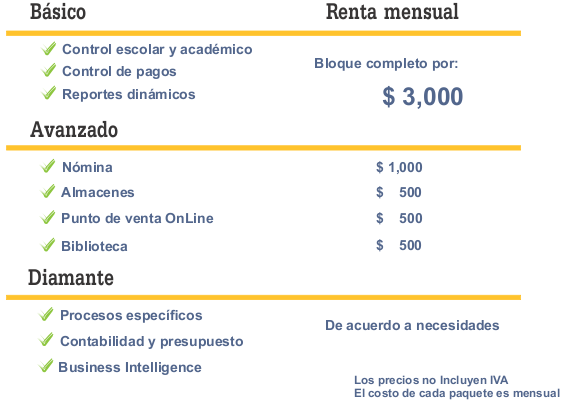 Básico Renta mensual
Control escolar y académico
Bloque completo por:
Control de pagos
Reportes dinámicos $ 3,000
Avanzado
Nómina $ 1,000
Almacenes $ 500
Punto de venta OnLine $ 500
Biblioteca $ 500
Diamante
Procesos específicos
De acuerdo a necesidades
Contabilidad y presupuesto
Business Intelligence
Los precios no Incluyen IVA
El costo de cada paquete es mensual